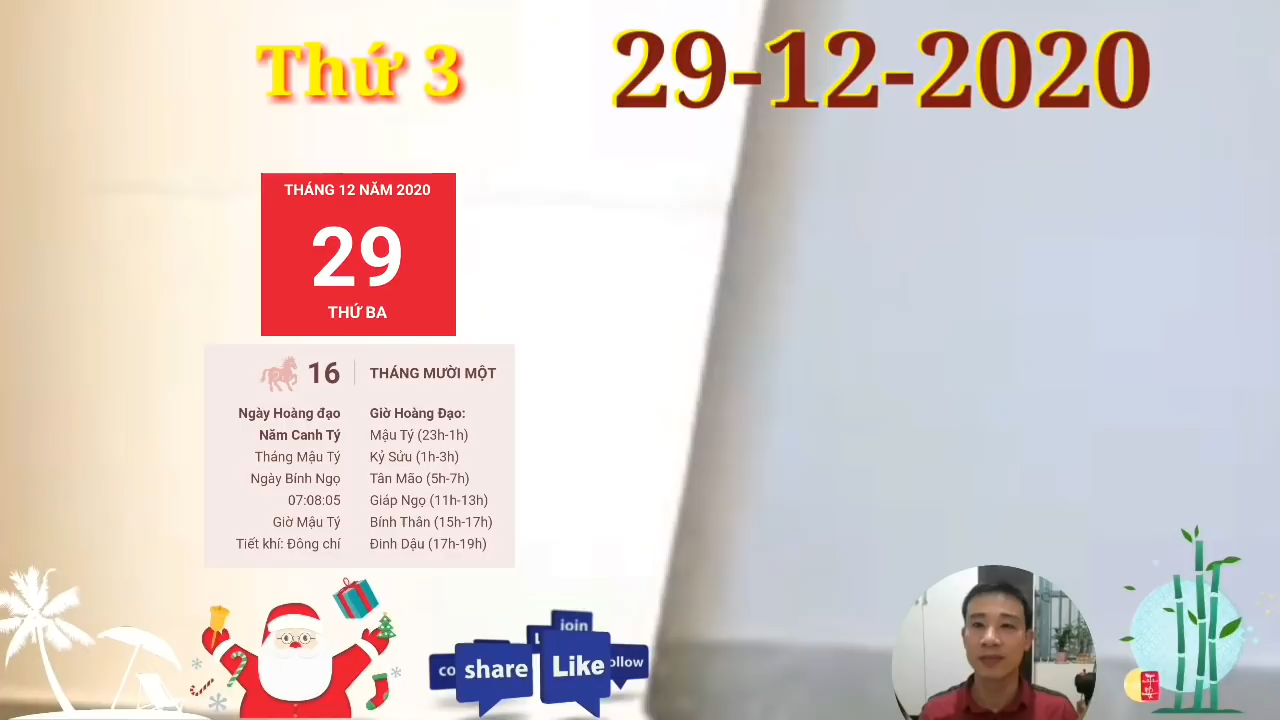 Thứ 3
29-12-2020
THÁNG 12 NĂM 2020
29
THỨ BA
16
THÁNG MƯỜI MỘT
Ngày Hoàng đạo
Giờ Hoàng Đạo:
Năm Canh Tý
Mậu Tý (23h-1h)
Tháng Mậu Tý
Kỷ Sửu (1h-3h)
Ngày Bính Ngọ
Tân Mão (5h-7h)
07:08:05
Giáp Ngọ (11h-13h)
Giờ Mậu Tý
Bính Thân (15h-17h)
Tiết khí: Đông chí
Đinh Dậu (17h-19h)
join
L
co
share
Like
ollow